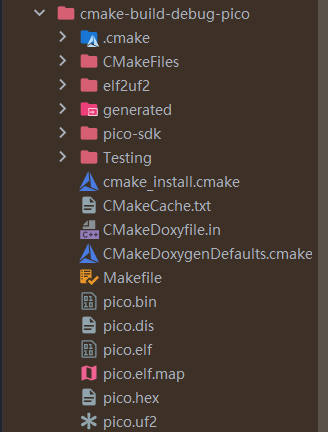 cmake-build-debug-pico
.cmake
CMakeFiles
elf2uf2
generated
pico-sdk
Testing
cmake_install.cmake
CMakeCache.txt
CMakeDoxyfile.in
CMakeDoxygenDefaults.cmake
Makefile
pico.bin
pico.dis
pico.elf
pico.elf.map
pico.hex
pico.uf2